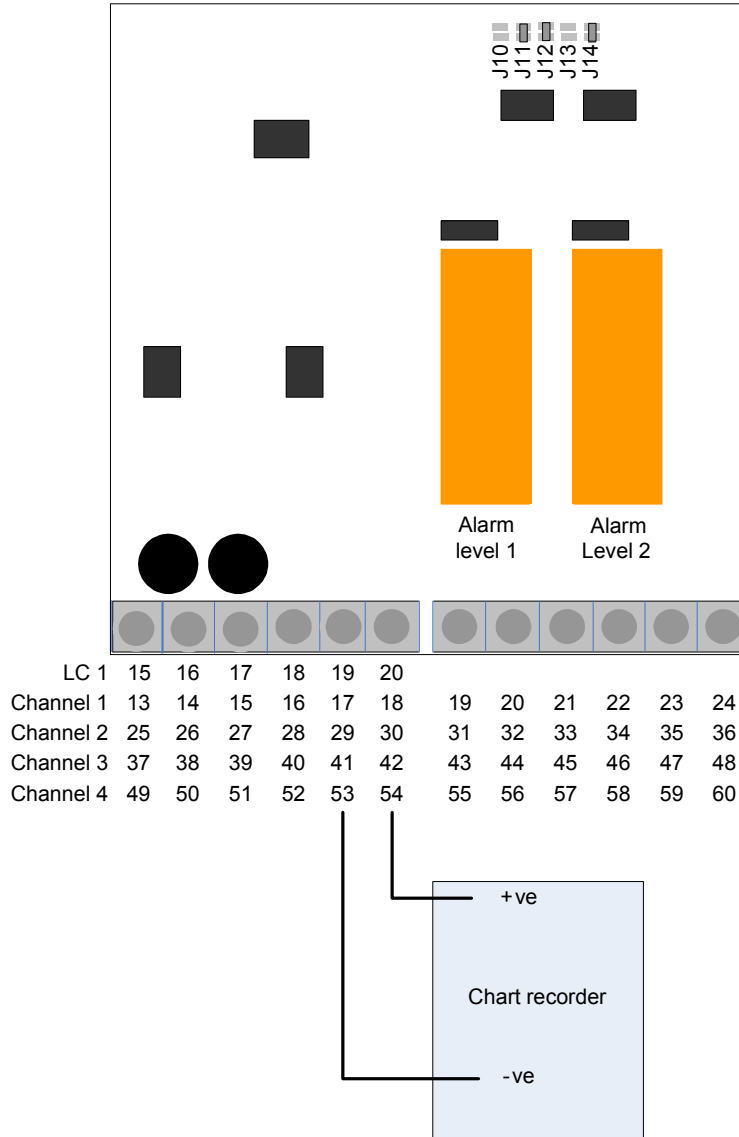 J10 J11 J12 J13 J14
Alarm level 1
Alarm Level 2
LC 1 15 16 17 18 19 20
Channel 1 13 14 15 16 17 18 19 20 21 22 23 24
Channel 2 25 26 27 28 29 30 31 32 33 34 35 36
Channel 3 37 38 39 40 41 42 43 44 45 46 47 48
Channel 4 49 50 51 52 53 54 55 56 57 58 59 60
+ve
Chart recorder
-ve